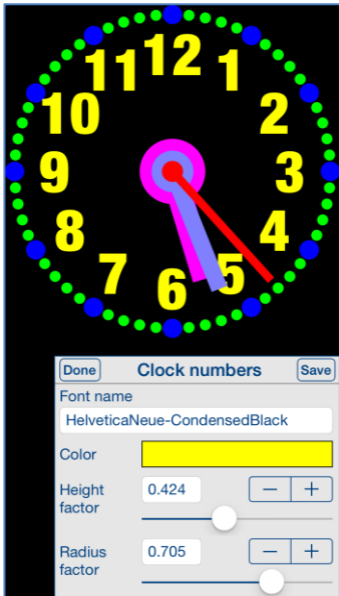 12
11 1
10 2
9 3
8 4
7 5
6
Done Clock numbers Save
Font name
HelveticaNeue-CondensedBlack
Color
Height factor 0.424 − +
Radius factor 0.705 − +